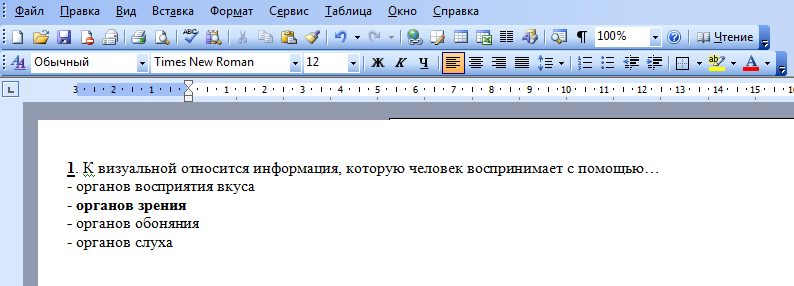 Файл Правка Вид Вставка Формат Сервис Таблица Окно Справка
100% Чтение
Обычный Times New Roman 12 Ж К Ч
3 2 1 1 2 3 4 5 6 7 8 9 10 11 12 13 14 15 16
1. К визуальной относится информация, которую человек воспринимает с помощью…
- органов восприятия вкуса
- органов зрения
- органов обоняния
- органов слуха